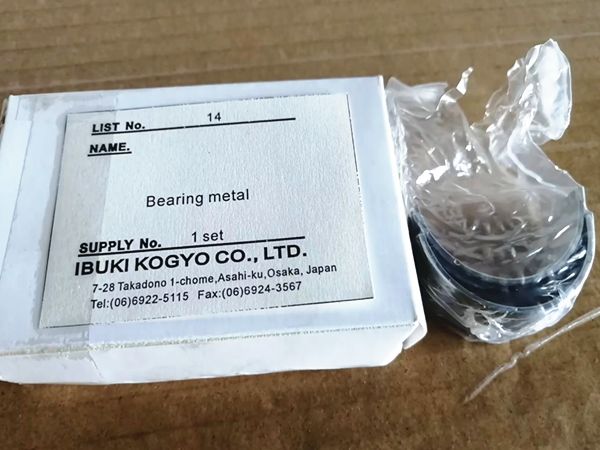 LIST No. 14
NAME.
Bearing metal
SUPPLY No. 1 set
IBUKI KOGYO CO., LTD.
7-28 Takadono 1-chome,Asahi-ku,Osaka, Japan
Tel:(06)6922-5115 Fax:(06)6924-3567